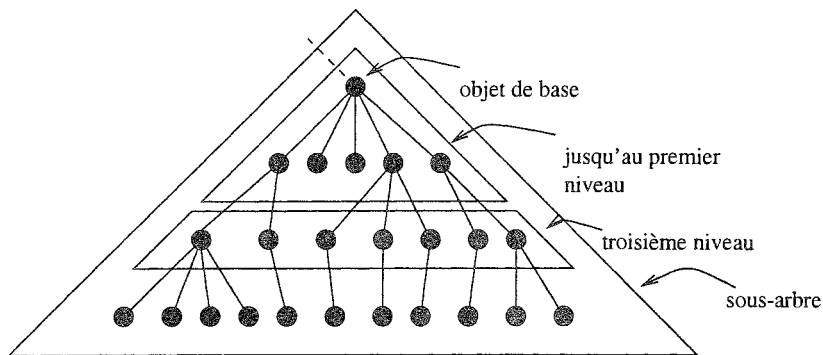 objet de base
jusqu'au premier
niveau
troisième niveau
sous-arbre